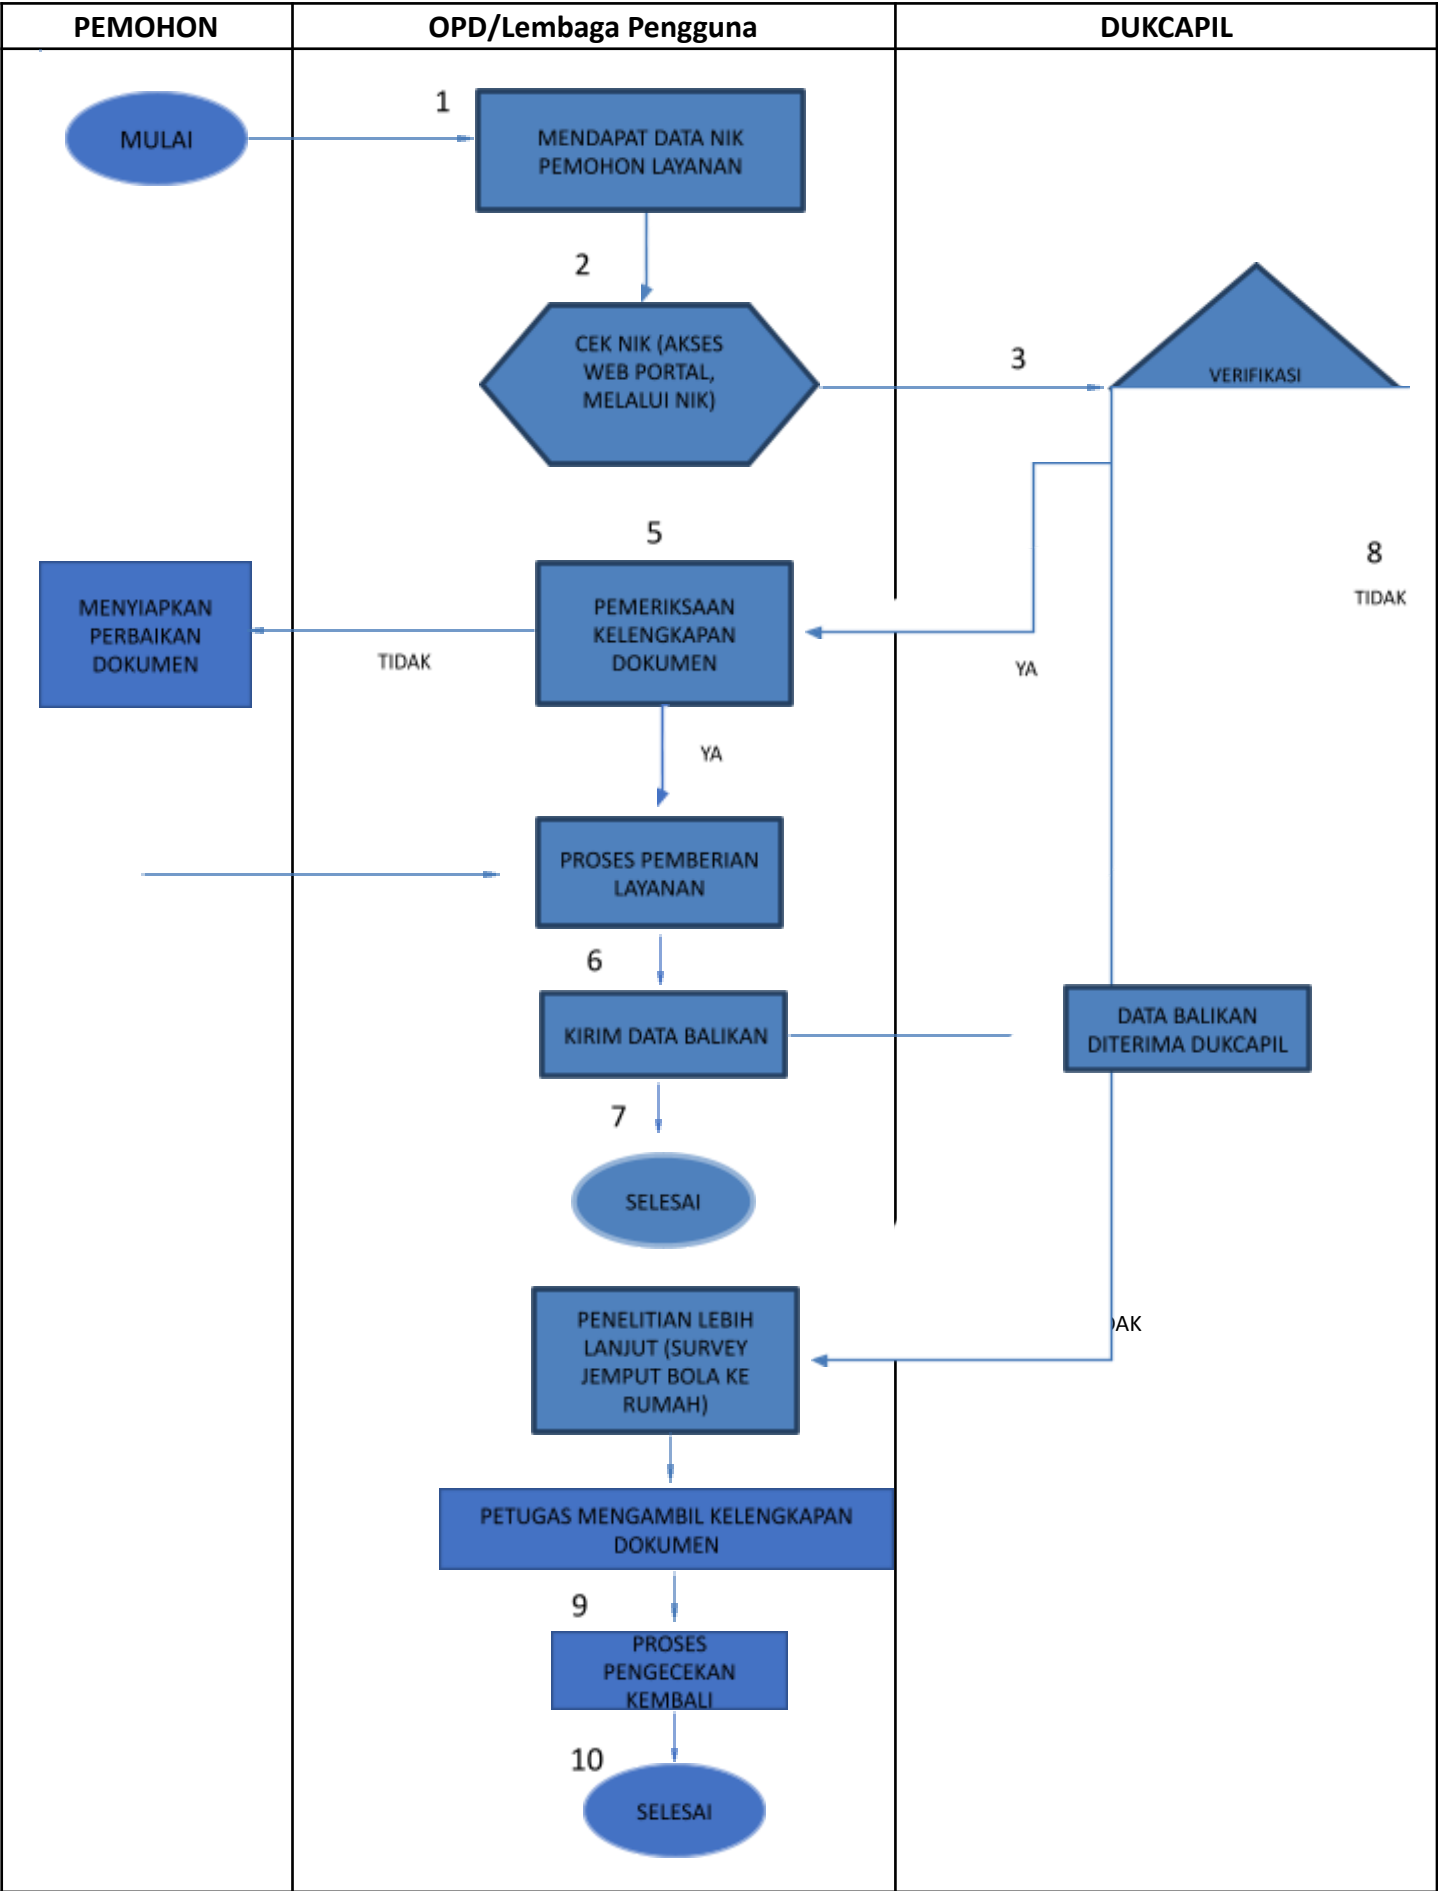 PEMOHON
OPD/Lembaga Pengguna
DUKCAPIL
1
MULAI
MENDAPAT DATA NIK
PEMOHON LAYANAN
2
CEK NIK (AKSES
WEB PORTAL,
MELALUI NIK)
3
VERIFIKASI
5
8
TIDAK
MENYIAPKAN
PERBAIKAN
DOKUMEN
TIDAK
PEMERIKSAAN
KELENGKAPAN
DOKUMEN
YA
YA
PROSES PEMBERIAN
LAYANAN
6
KIRIM DATA BALIKAN
DATA BALIKAN
DITERIMA DUKCAPIL
7
SELESAI
PENELITIAN LEBIH
LANJUT (SURVEY
JEMPUT BOLA KE
RUMAH)
PETUGAS MENGAMBIL KELENGKAPAN
DOKUMEN
9
PROSES
PENGECEKAN
KEMBALI
10
SELESAI